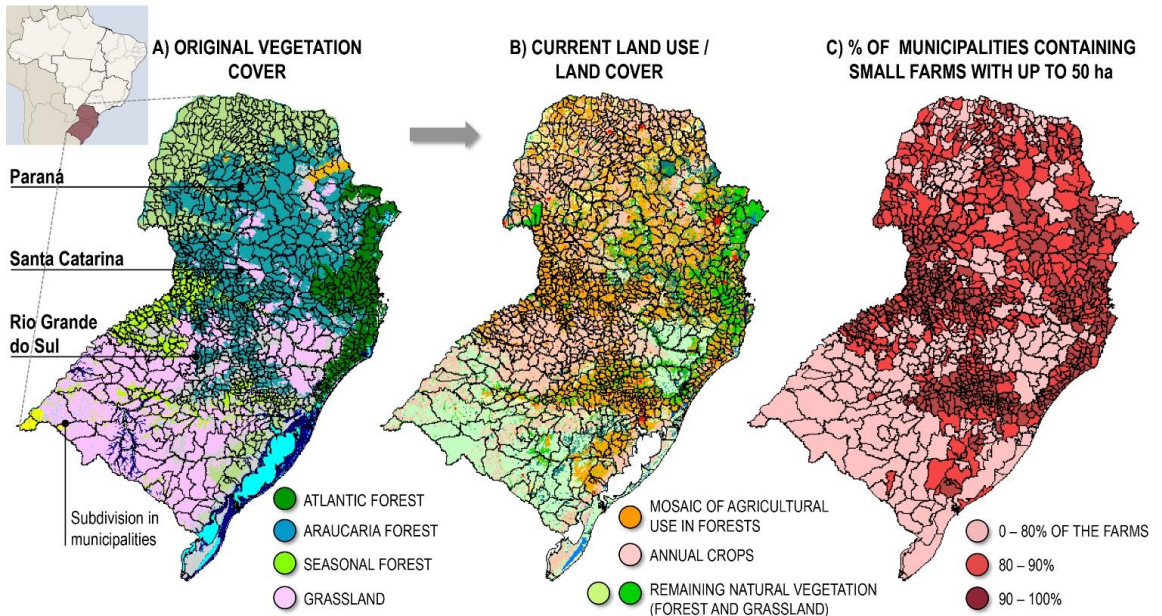 A) ORIGINAL VEGETATION
COVER
B) CURRENT LAND USE /
LAND COVER
C) % OF MUNICIPALITIES CONTAINING
SMALL FARMS WITH UP TO 50 ha
Paraná
Santa Catarina
Rio Grande
do Sul
Subdivision in
municipalities
ATLANTIC FOREST
ARAUCARIA FOREST
SEASONAL FOREST
GRASSLAND
MOSAIC OF AGRICULTURAL
USE IN FORESTS
ANNUAL CROPS
REMAINING NATURAL VEGETATION
(FOREST AND GRASSLAND)
0 – 80% OF THE FARMS
80 – 90%
90 – 100%